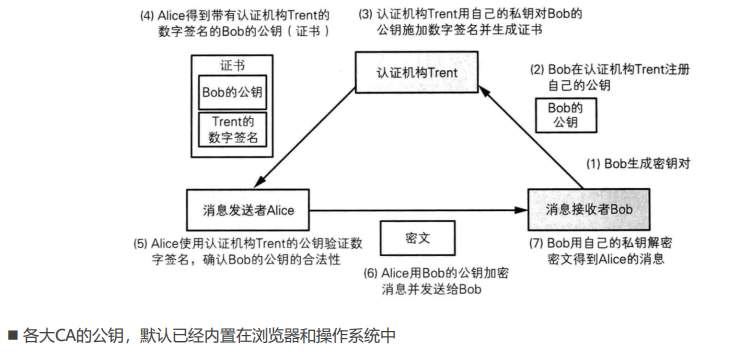 (4) Alice得到带有认证机构Trent的
数字签名的Bob的公钥（证书）
(3) 认证机构Trent用自己的私钥对Bob的
公钥施加数字签名并生成证书
证书
Bob的公钥
Trent的
数字签名
认证机构Trent
(2) Bob在认证机构Trent注册
自己的公钥
Bob的
公钥
(1) Bob生成密钥对
消息发送者Alice
消息接收者Bob
(5) Alice使用认证机构Trent的公钥验证数
字签名，确认Bob的公钥的合法性
密文
(6) Alice用Bob的公钥加密
消息并发送给Bob
(7) Bob用自己的私钥解密
密文得到Alice的消息
■ 各大CA的公钥，默认已经内置在浏览器和操作系统中